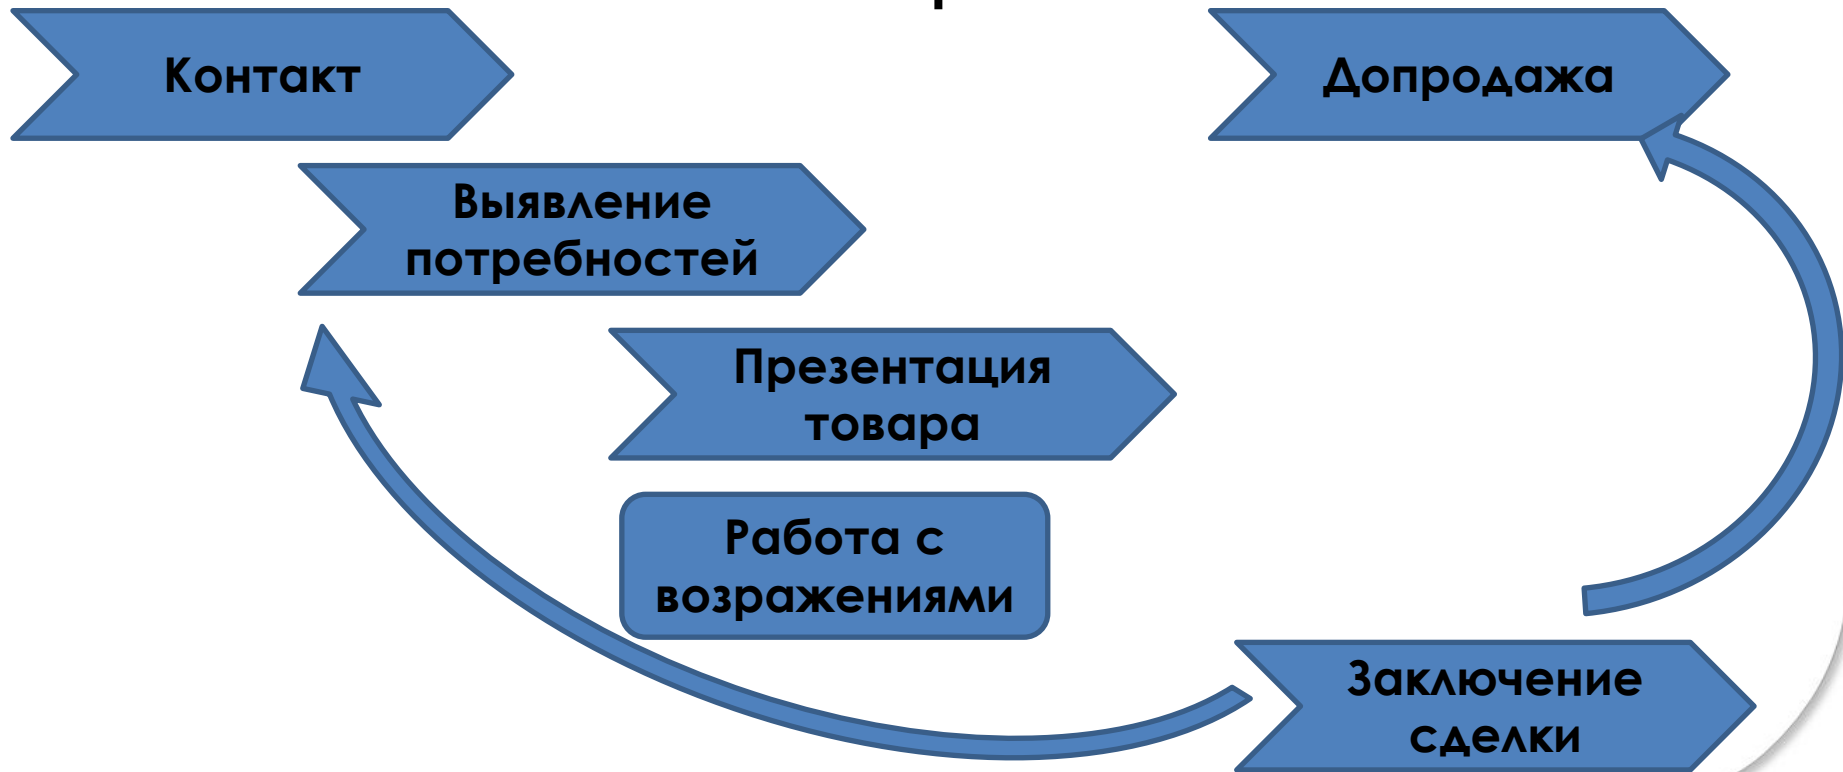 Контакт
Допродажа
Выявление
потребностей
Презентация
товара
Работа с
возражениями
Заключение
сделки